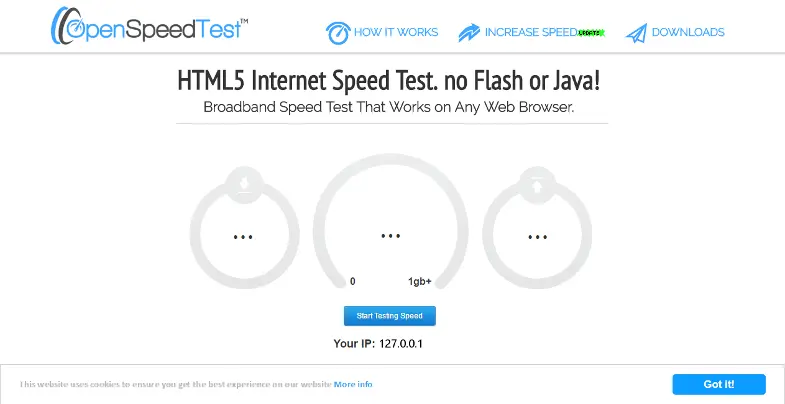 OpenSpeedTest™
HOW IT WORKS
INCREASE SPEED UPDATE
DOWNLOADS
HTML5 Internet Speed Test. no Flash or Java!
Broadband Speed Test That Works on Any Web Browser.
... ... ...
0 1gb+
Start Testing Speed
Your IP: 127.0.0.1
This website uses cookies to ensure you get the best experience on our website More info
Got it!